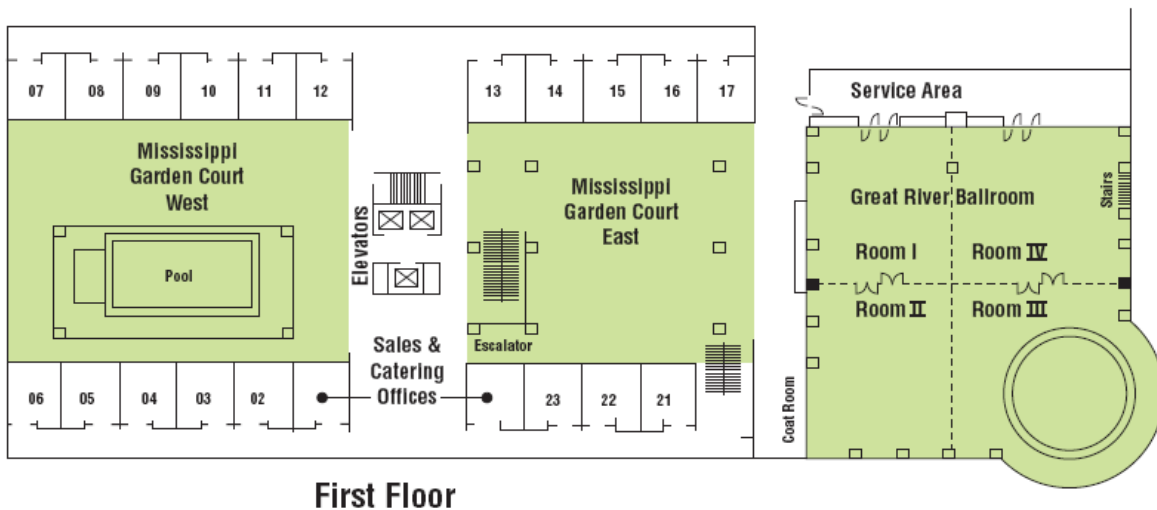 07
08
09
10
11
12
13
14
15
16
17
Service Area
Mississippi
Garden Court
West
Pool
Elevators
Mississippi
Garden Court
East
Escalator
Great River Ballroom
Stairs
Room I
Room IV
Room II
Room III
Coat Room
Sales &
Catering
Offices
06
05
04
03
02
23
22
21
First Floor